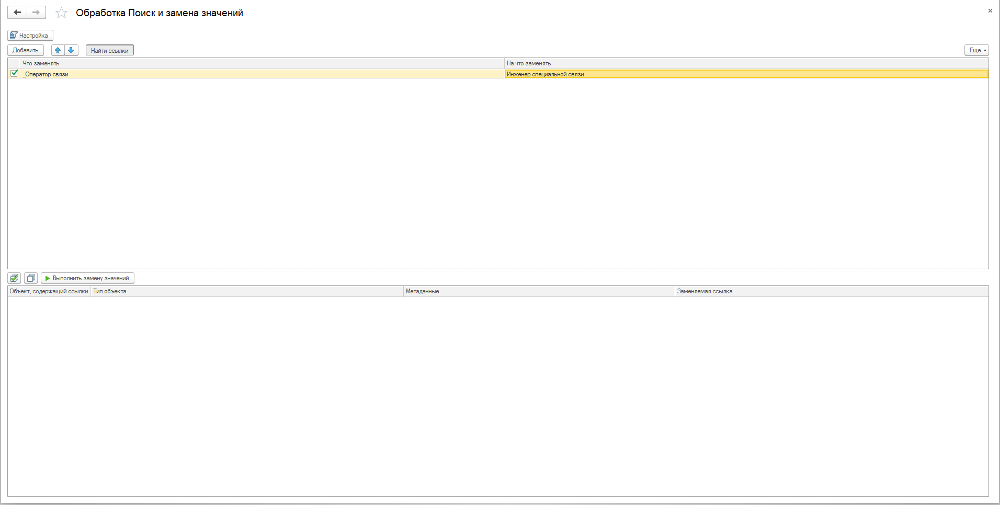 Обработка Поиск и замена значений
Настройка
Добавить Найти ссылки Еще
Что заменять На что заменять
_Оператор связи Инженер специальной связи
Выполнить замену значений
Объект, содержащий ссылки Тип объекта Метаданные Заменяемая ссылка